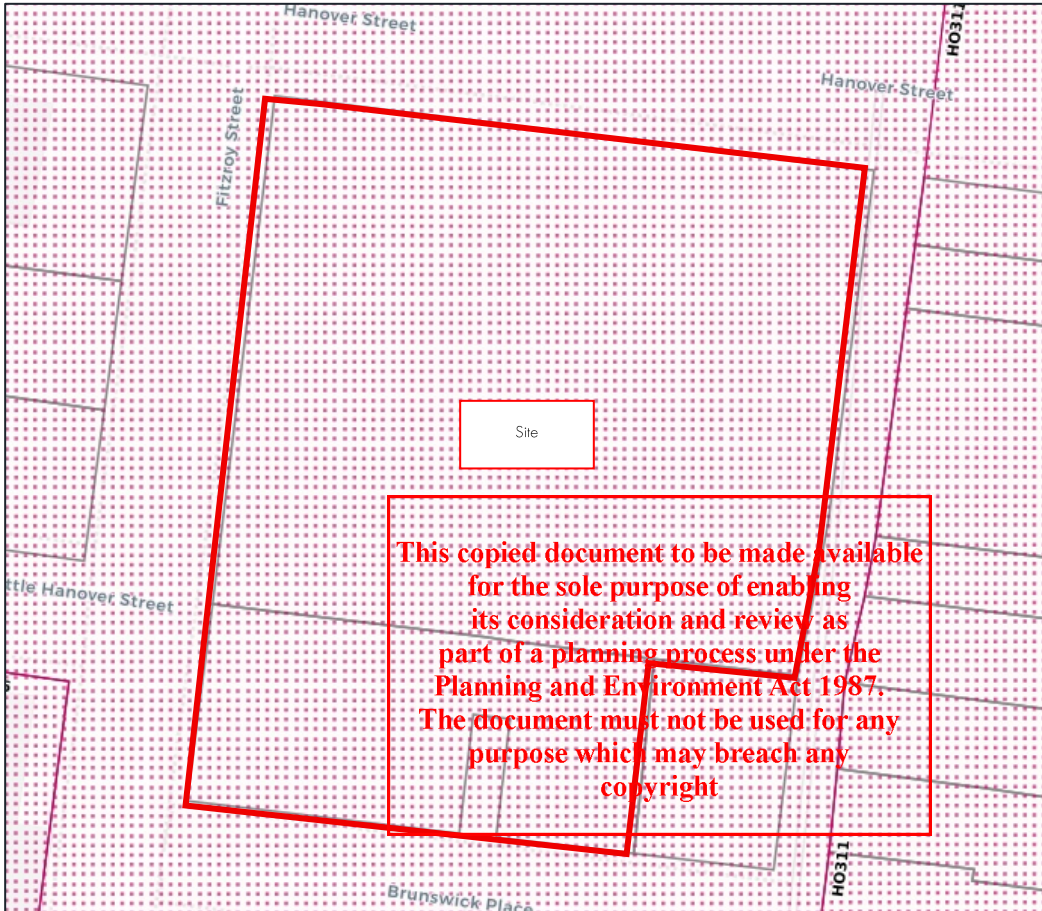 Hanover Street
HO311
Hanover Street
Fitzroy Street
Site
This copied document to be made available
for the sole purpose of enabling
its consideration and review as
part of a planning process under the
Planning and Environment Act 1987.
The document must not be used for any
purpose which may breach any
copyright
ttle Hanover Street
HO311
Brunswick Place